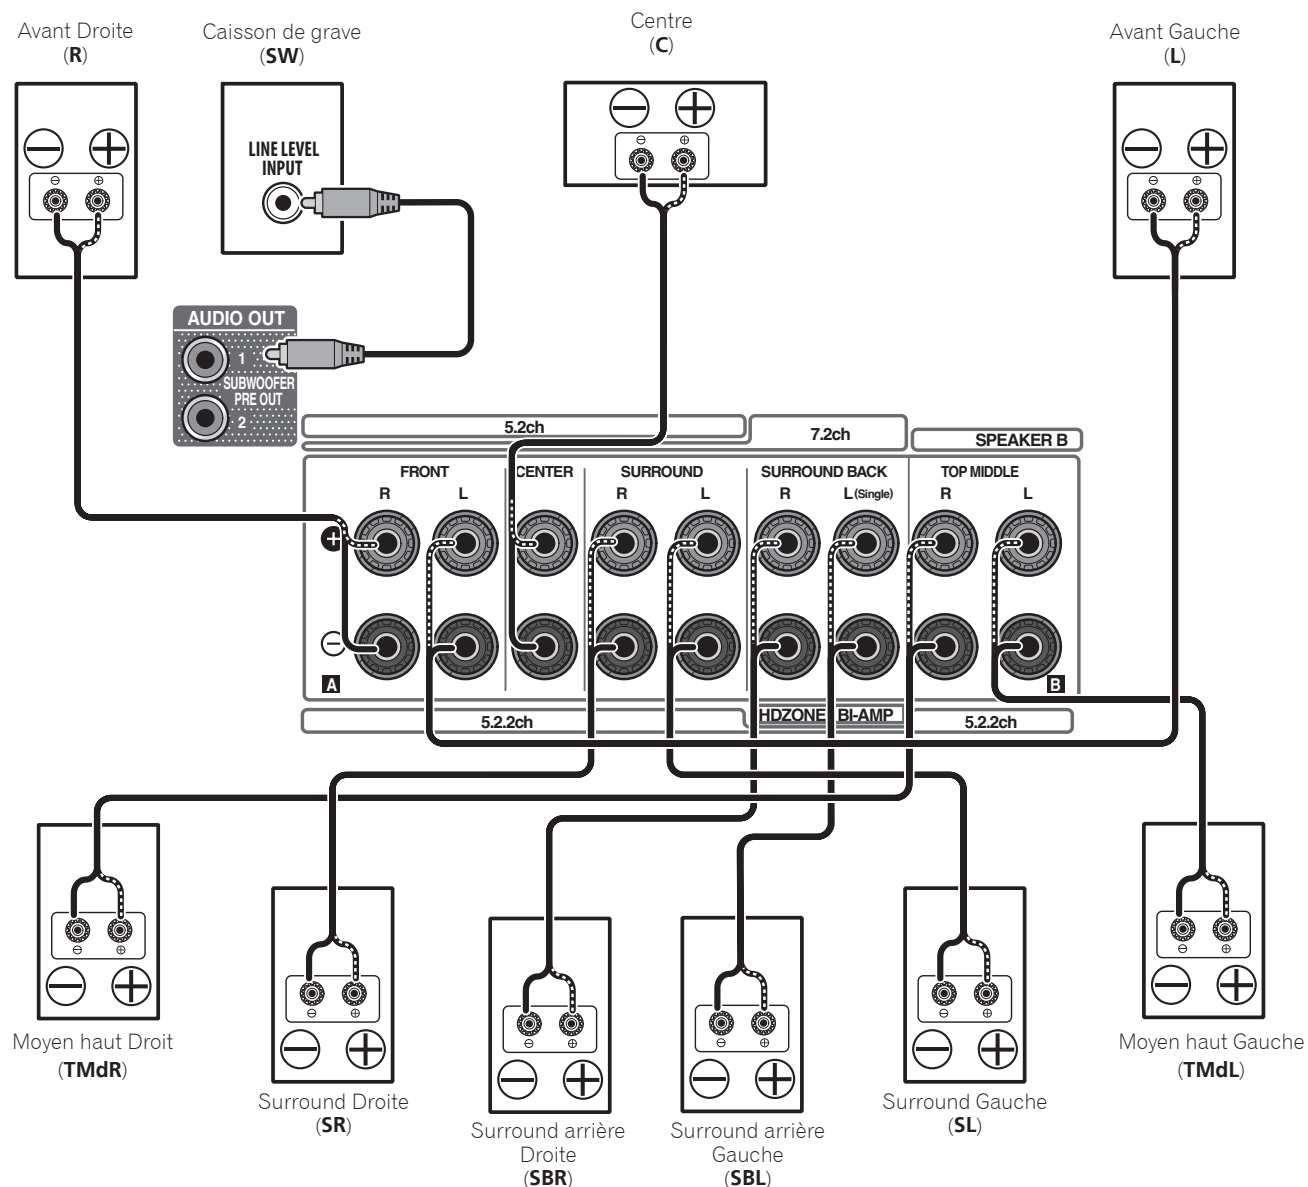 Avant Droite
(R)
Caisson de grave
(SW)
Centre
(C)
Avant Gauche
(L)
LINE LEVEL
INPUT
AUDIO OUT
1
SUBWOOFER
PRE OUT
2
5.2ch
7.2ch
SPEAKER B
FRONT
CENTER
SURROUND
SURROUND BACK
TOP MIDDLE
R
L
R
L
R
L (Single)
R
L
A
B
5.2.2ch
HDZONE
BI-AMP
5.2.2ch
Moyen haut Droit
(TMdR)
Surround Droite
(SR)
Surround arrière
Droite
(SBR)
Surround arrière
Gauche
(SBL)
Surround Gauche
(SL)
Moyen haut Gauche
(TMdL)